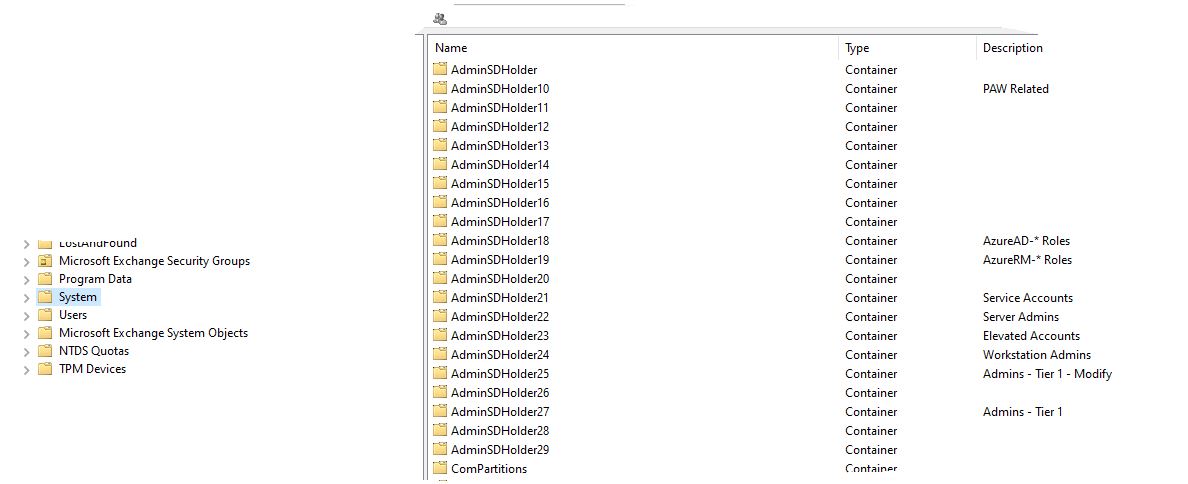 Name Type Description
AdminSDHolder Container
AdminSDHolder10 Container PAW Related
AdminSDHolder11 Container
AdminSDHolder12 Container
AdminSDHolder13 Container
AdminSDHolder14 Container
AdminSDHolder15 Container
AdminSDHolder16 Container
AdminSDHolder17 Container
AdminSDHolder18 Container AzureAD-* Roles
AdminSDHolder19 Container AzureRM-* Roles
AdminSDHolder20 Container
AdminSDHolder21 Container Service Accounts
AdminSDHolder22 Container Server Admins
AdminSDHolder23 Container Elevated Accounts
AdminSDHolder24 Container Workstation Admins
AdminSDHolder25 Container Admins - Tier 1 - Modify
AdminSDHolder26 Container
AdminSDHolder27 Container Admins - Tier 1
AdminSDHolder28 Container
AdminSDHolder29 Container
ComPartitions Container
LostAndFound
Microsoft Exchange Security Groups
Program Data
System
Users
Microsoft Exchange System Objects
NTDS Quotas
TPM Devices